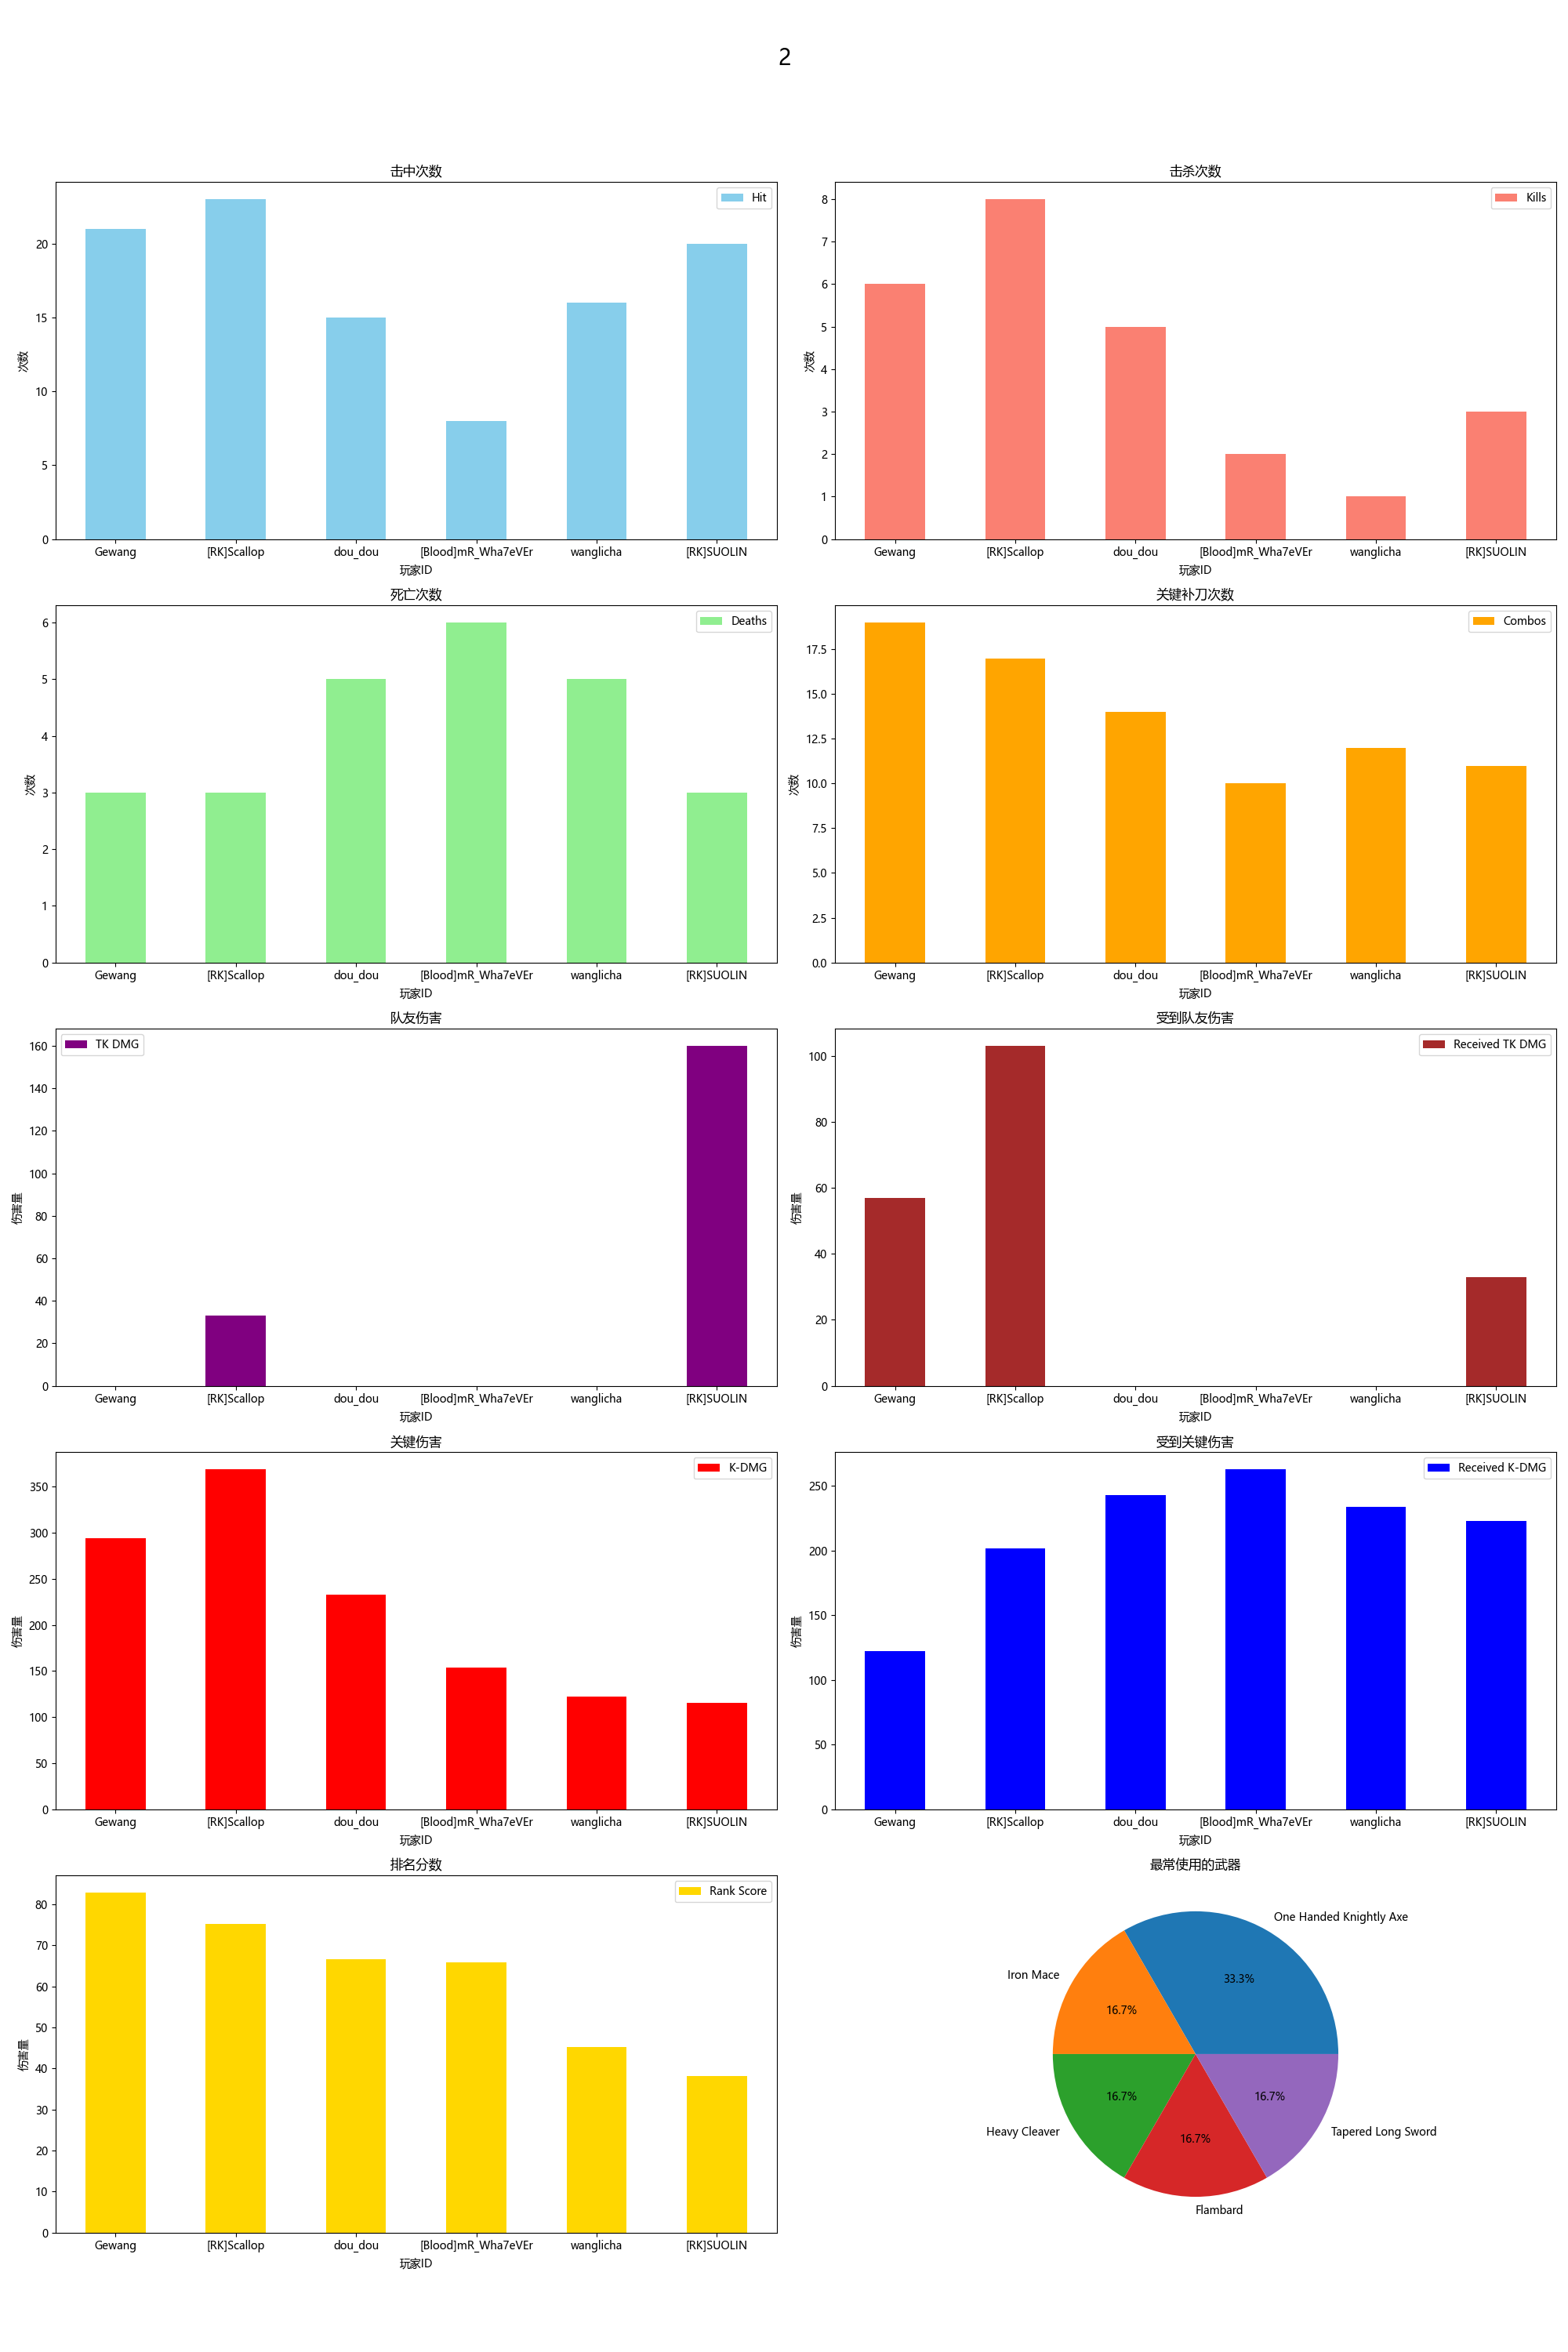 2
击中次数
Hit
次数
20
15
10
5
0
Gewang [RK]Scallop dou_dou [Blood]mR_Wha7eVEr wanglicha [RK]SUOLIN
玩家ID
击杀次数
Kills
次数
8
7
6
5
4
3
2
1
0
Gewang [RK]Scallop dou_dou [Blood]mR_Wha7eVEr wanglicha [RK]SUOLIN
玩家ID
死亡次数
Deaths
次数
6
5
4
3
2
1
0
Gewang [RK]Scallop dou_dou [Blood]mR_Wha7eVEr wanglicha [RK]SUOLIN
玩家ID
关键补刀次数
Combos
次数
17.5
15.0
12.5
10.0
7.5
5.0
2.5
0.0
Gewang [RK]Scallop dou_dou [Blood]mR_Wha7eVEr wanglicha [RK]SUOLIN
玩家ID
队友伤害
TK DMG
伤害量
160
140
120
100
80
60
40
20
0
Gewang [RK]Scallop dou_dou [Blood]mR_Wha7eVEr wanglicha [RK]SUOLIN
玩家ID
受到队友伤害
Received TK DMG
伤害量
100
80
60
40
20
0
Gewang [RK]Scallop dou_dou [Blood]mR_Wha7eVEr wanglicha [RK]SUOLIN
玩家ID
关键伤害
K-DMG
伤害量
350
300
250
200
150
100
50
0
Gewang [RK]Scallop dou_dou [Blood]mR_Wha7eVEr wanglicha [RK]SUOLIN
玩家ID
受到关键伤害
Received K-DMG
伤害量
250
200
150
100
50
0
Gewang [RK]Scallop dou_dou [Blood]mR_Wha7eVEr wanglicha [RK]SUOLIN
玩家ID
排名分数
Rank Score
伤害量
80
70
60
50
40
30
20
10
0
Gewang [RK]Scallop dou_dou [Blood]mR_Wha7eVEr wanglicha [RK]SUOLIN
玩家ID
最常使用的武器
One Handed Knightly Axe
33.3%
Iron Mace
16.7%
Heavy Cleaver
16.7%
Flambard
16.7%
Tapered Long Sword
16.7%